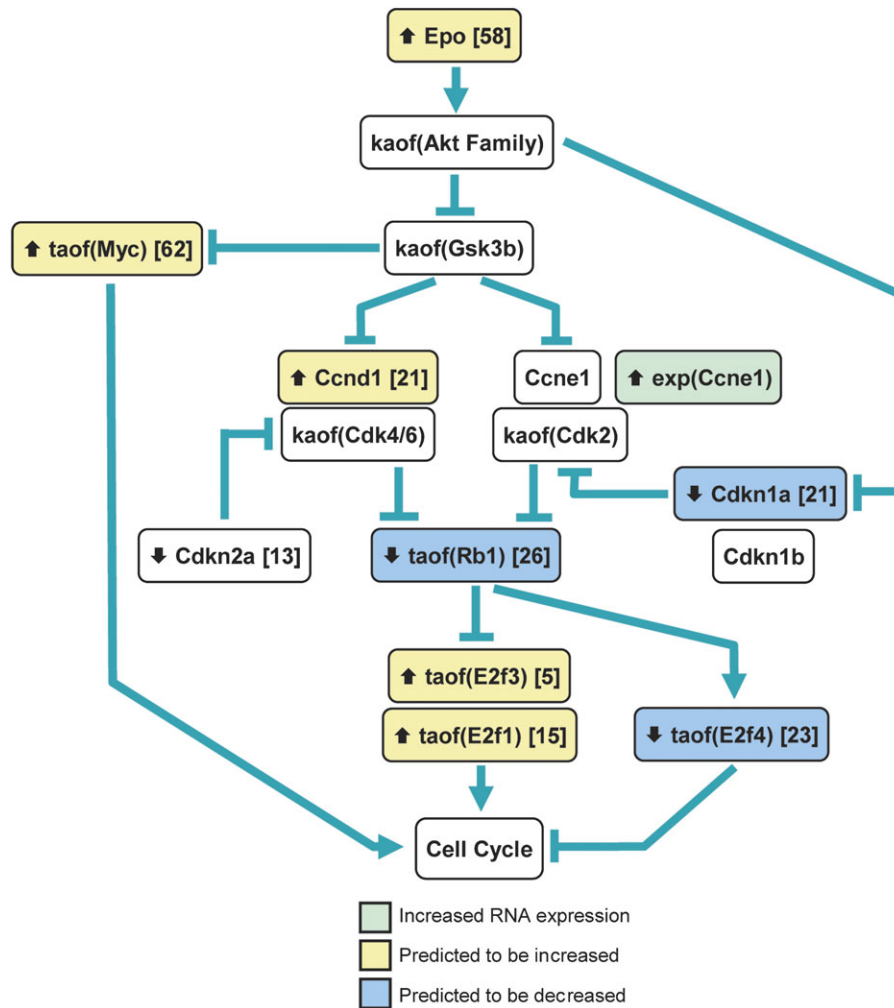 ⬆ Epo [58]
kaof(Akt Family)
⬆ taof(Myc) [62]
kaof(Gsk3b)
⬆ Ccnd1 [21]
Ccne1
⬆ exp(Ccne1)
kaof(Cdk4/6)
kaof(Cdk2)
⬇ Cdkn1a [21]
⬇ Cdkn2a [13]
⬇ taof(Rb1) [26]
Cdkn1b
⬆ taof(E2f3) [5]
⬆ taof(E2f1) [15]
⬇ taof(E2f4) [23]
Cell Cycle
Increased RNA expression
Predicted to be increased
Predicted to be decreased